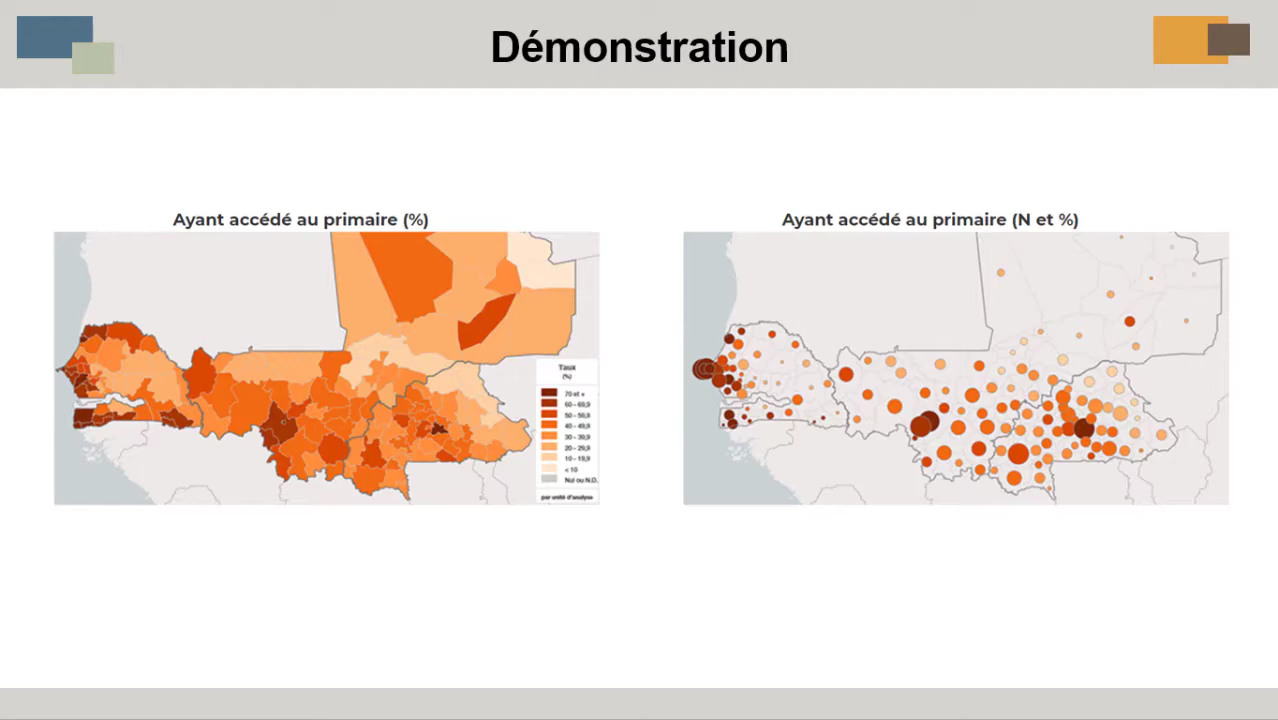 Démonstration
Ayant accédé au primaire (%)
Ayant accédé au primaire (N et %)
Taux
(%)
70 et +
60 - 69,9
50 - 59,9
40 - 49,9
30 - 39,9
20 - 29,9
10 - 19,9
< 10
Nul ou N.D.
par unité d'analyse